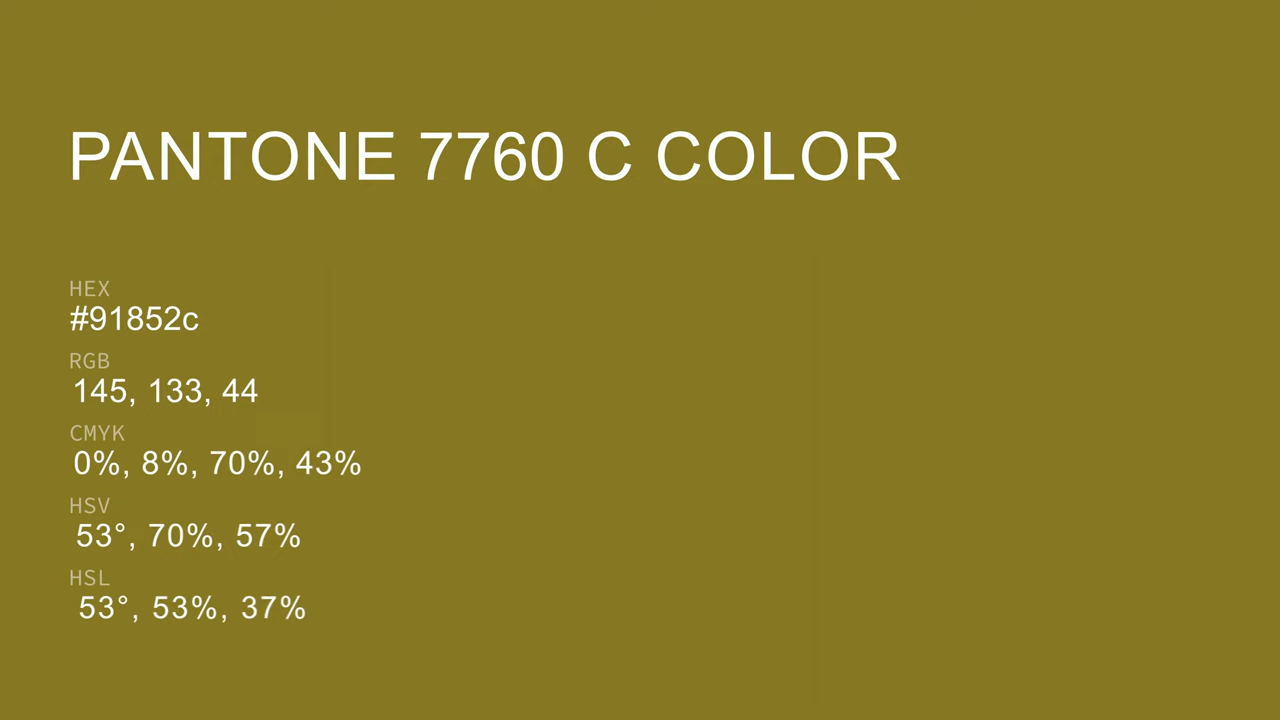 PANTONE 7760 C COLOR
HEX
#91852c
RGB
145, 133, 44
CMYK
0%, 8%, 70%, 43%
HSV
53°, 70%, 57%
HSL
53°, 53%, 37%